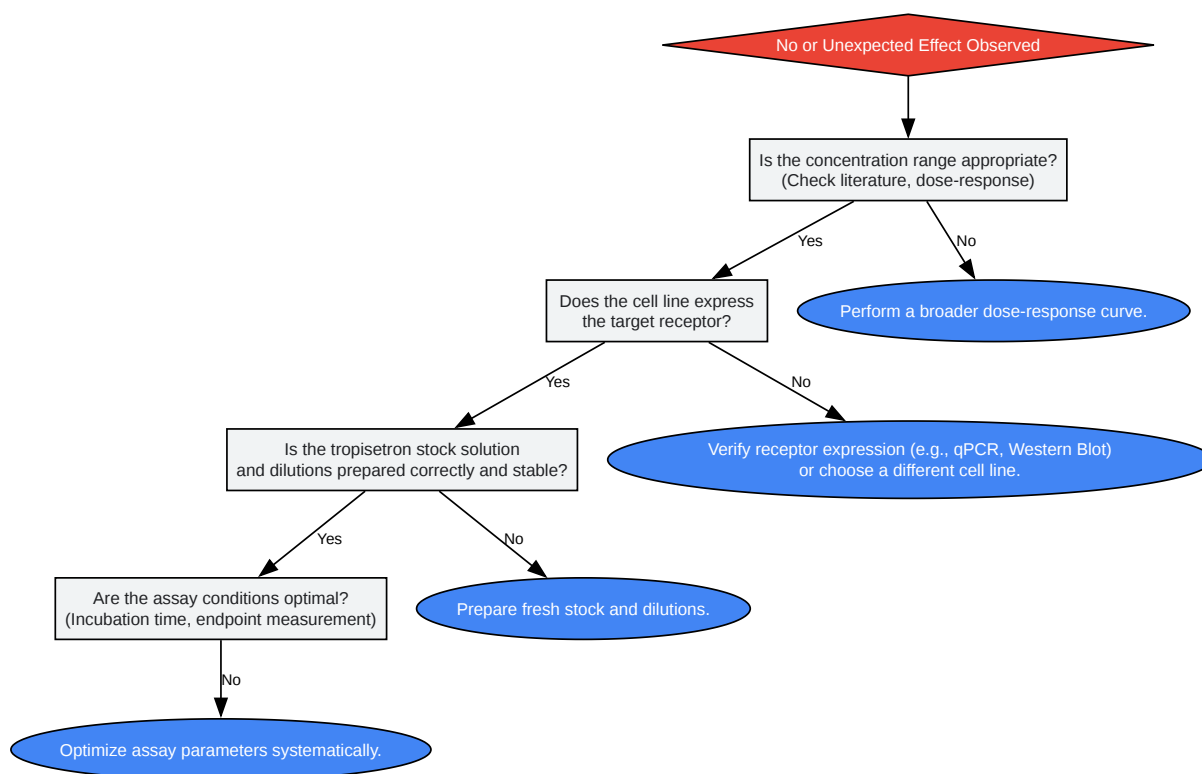 No or Unexpected Effect Observed
Is the concentration range appropriate?
(Check literature, dose-response)
Yes
No
Does the cell line express
the target receptor?
Perform a broader dose-response curve.
Yes
No
Is the tropisetron stock solution
and dilutions prepared correctly and stable?
Verify receptor expression (e.g., qPCR, Western Blot)
or choose a different cell line.
Yes
No
Are the assay conditions optimal?
(Incubation time, endpoint measurement)
Prepare fresh stock and dilutions.
No
Optimize assay parameters systematically.